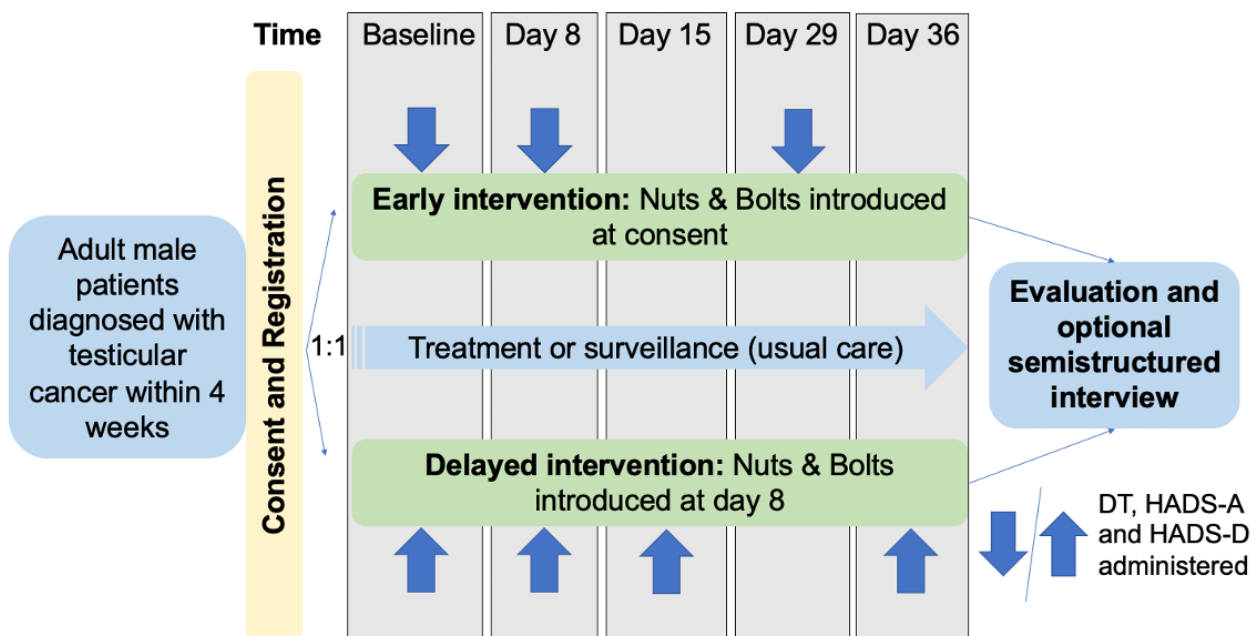 Time
Baseline
Day 8
Day 15
Day 29
Day 36
Adult male
patients
diagnosed with
testicular
cancer within 4
weeks
Consent and Registration
1:1
Early intervention: Nuts & Bolts introduced
at consent
Treatment or surveillance (usual care)
Delayed intervention: Nuts & Bolts
introduced at day 8
Evaluation and
optional
semistructured
interview
DT, HADS-A
and HADS-D
administered